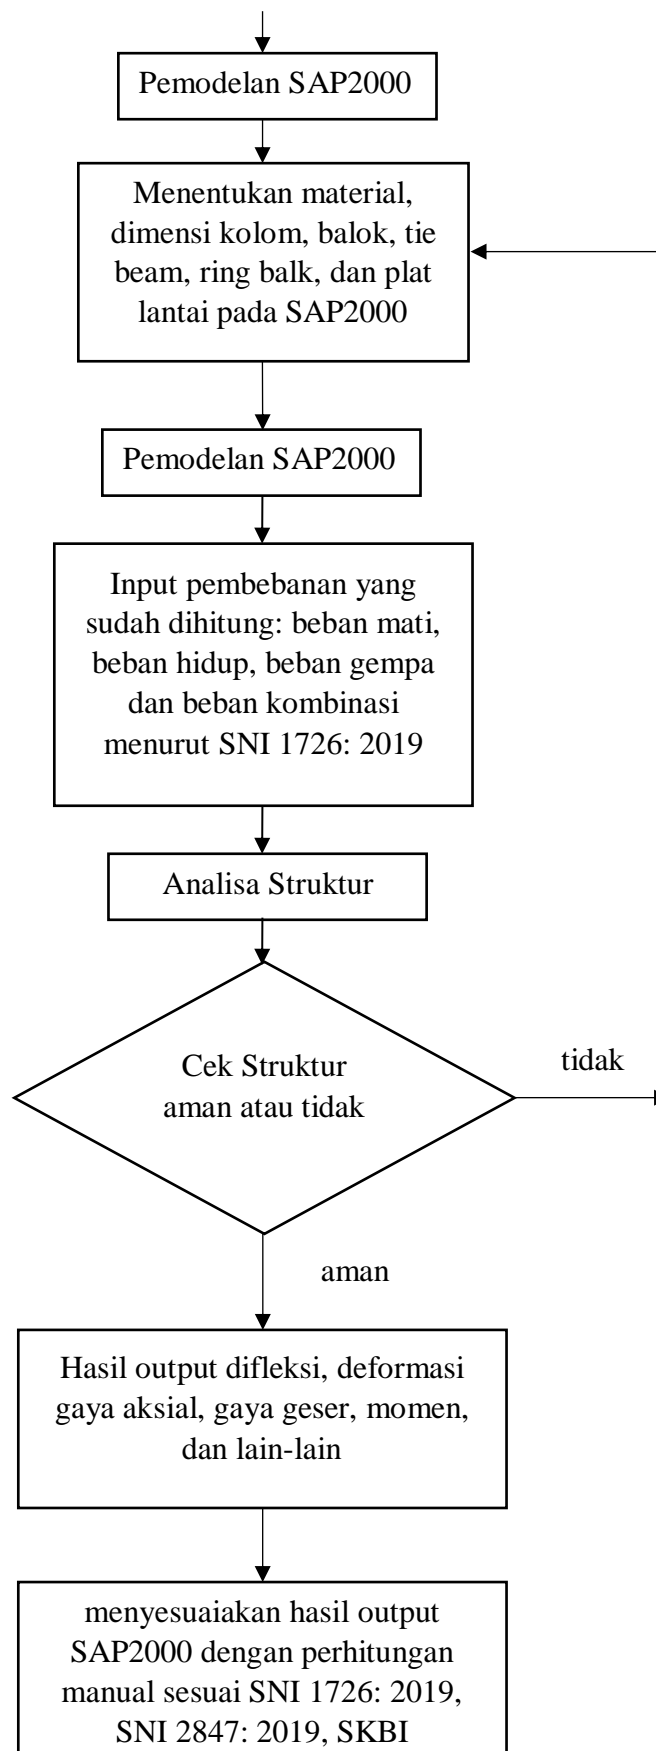 Pemodelan SAP2000
Menentukan material,
dimensi kolom, balok, tie
beam, ring balk, dan plat
lantai pada SAP2000
Pemodelan SAP2000
Input pembebanan yang
sudah dihitung: beban mati,
beban hidup, beban gempa
dan beban kombinasi
menurut SNI 1726: 2019
Analisa Struktur
Cek Struktur
aman atau tidak
tidak
aman
Hasil output difleksi, deformasi
gaya aksial, gaya geser, momen,
dan lain-lain
menyesuaiakan hasil output
SAP2000 dengan perhitungan
manual sesuai SNI 1726: 2019,
SNI 2847: 2019, SKBI